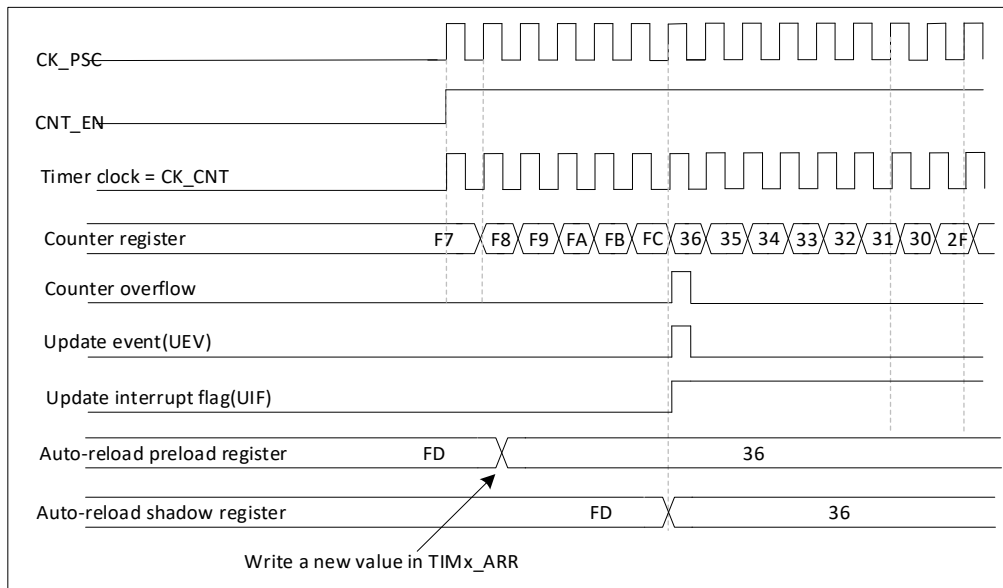 CK_PSC
CNT_EN
Timer clock = CK_CNT
Counter register F7 F8 F9 FA FB FC 36 35 34 33 32 31 30 2F
Counter overflow
Update event(UEV)
Update interrupt flag(UIF)
Auto-reload preload register FD 36
Auto-reload shadow register FD 36
Write a new value in TIMx_ARR